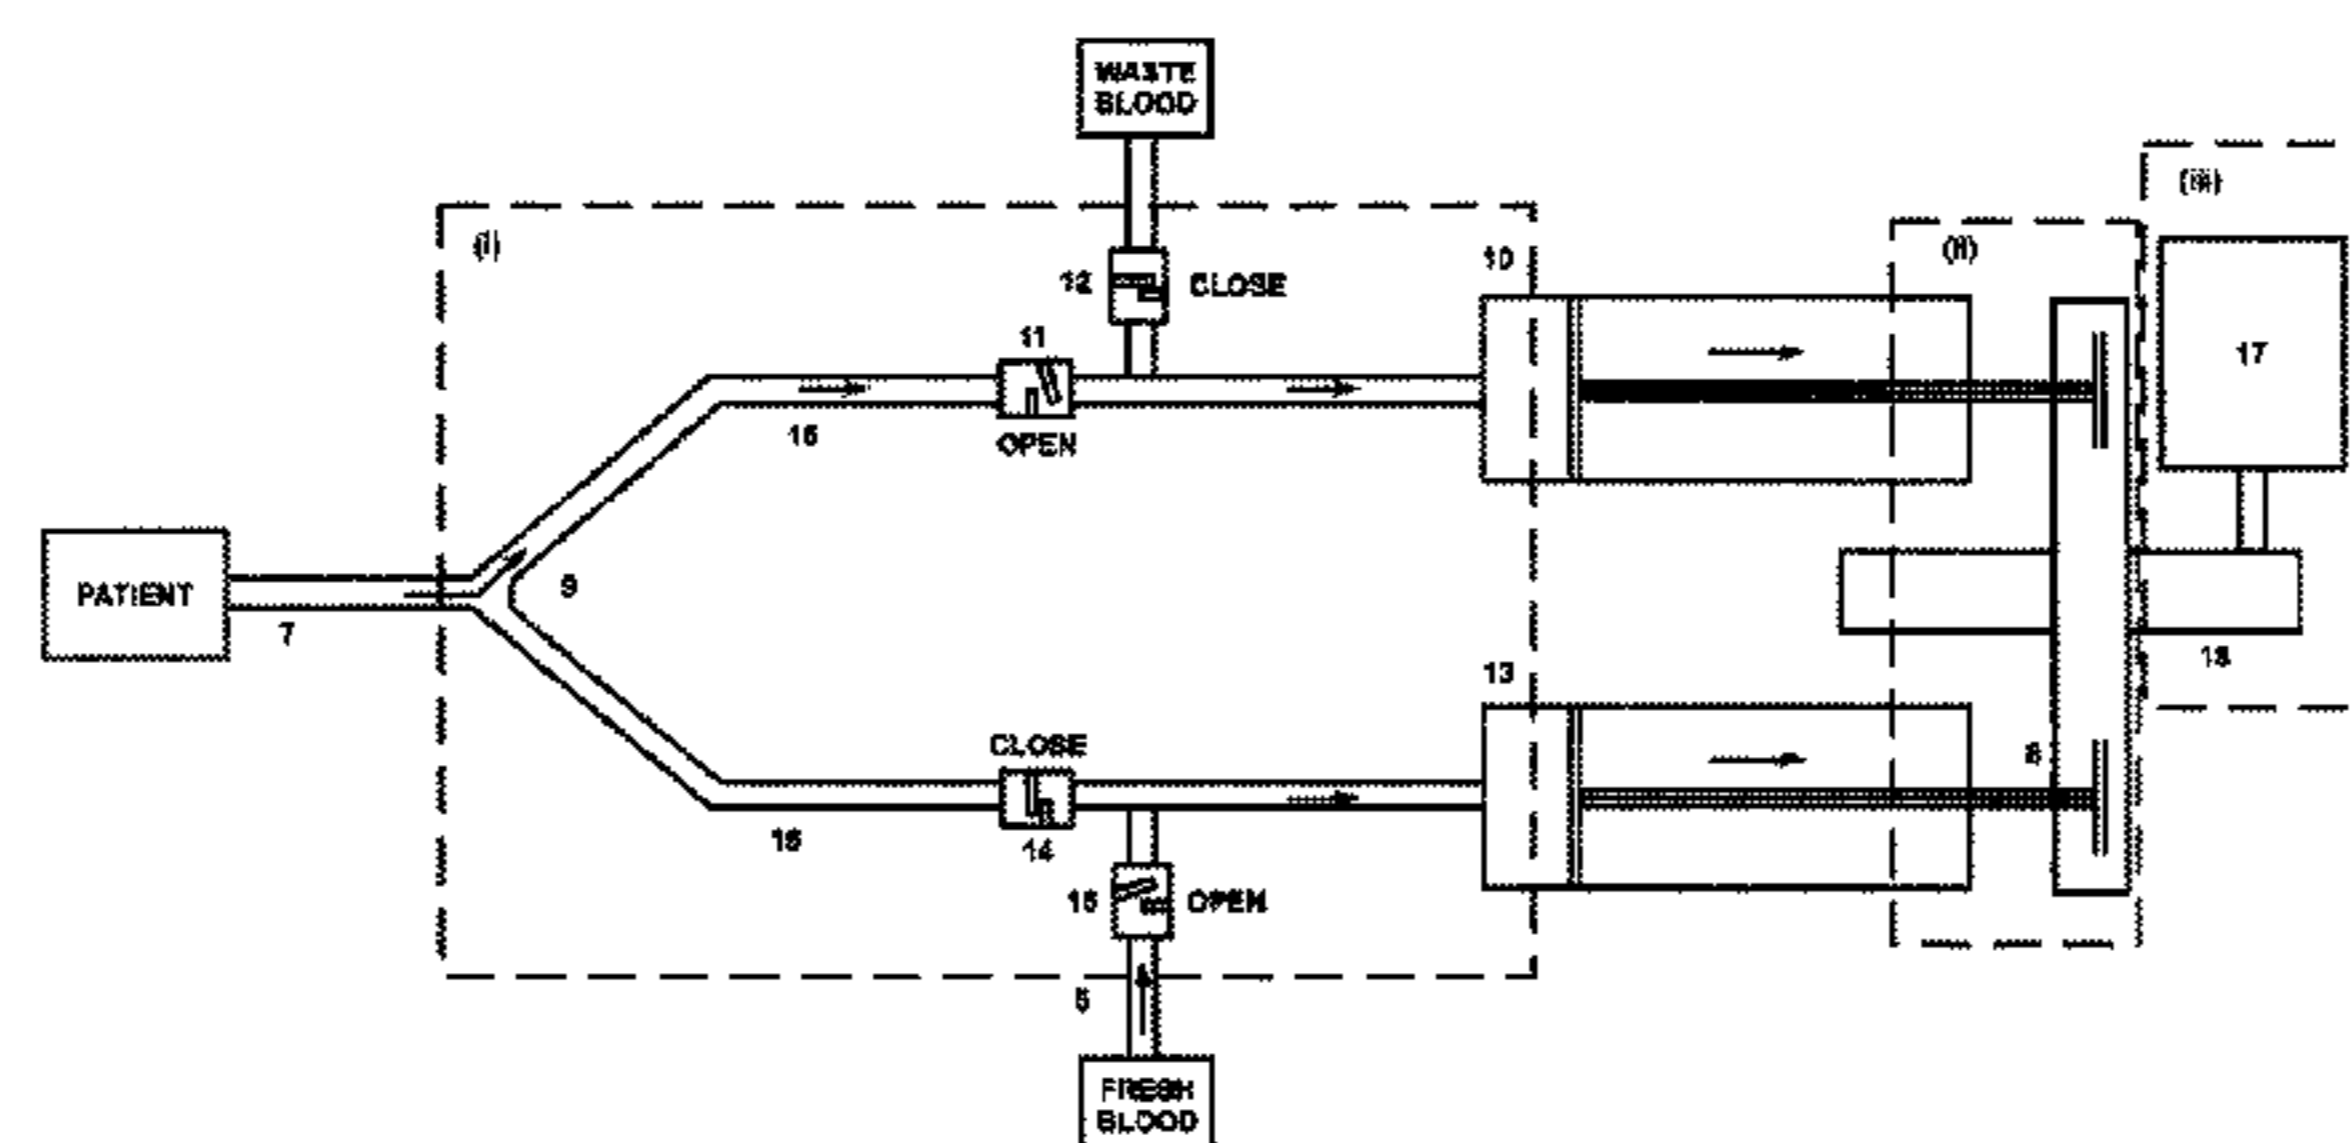 WASTE
BLOOD
(iii)
(i)
(ii)
10
12
CLOSE
11
17
16
OPEN
PATIENT
9
7
13
18
CLOSE
16
14
15
OPEN
5
FRESH
BLOOD